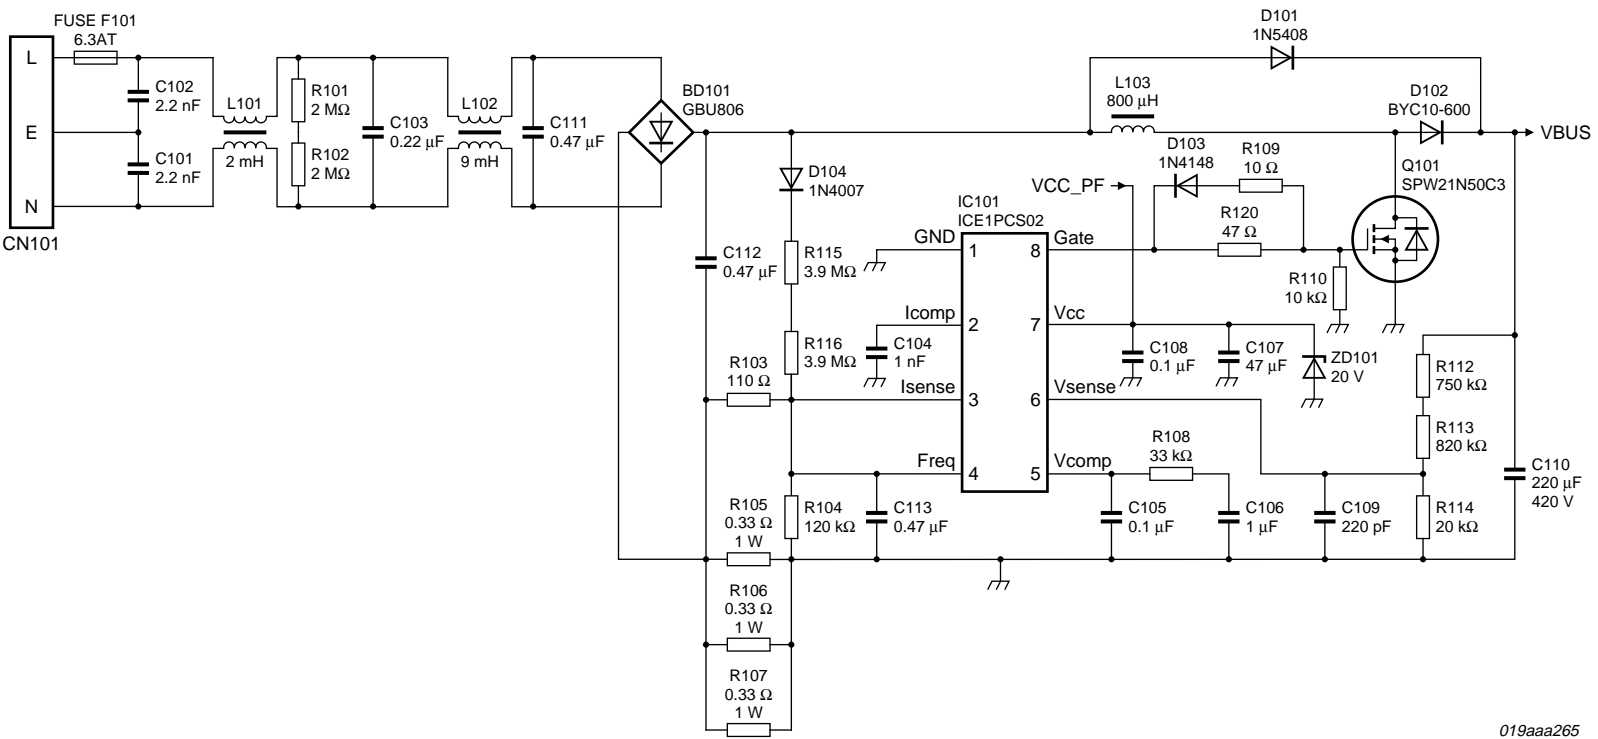 FUSE F101
6.3AT
L
E
N
CN101
C102
2.2 nF
C101
2.2 nF
L101
2 mH
R101
2 MΩ
R102
2 MΩ
C103
0.22 μF
L102
9 mH
C111
0.47 μF
BD101
GBU806
D101
1N5408
L103
800 μH
D102
BYC10-600
VBUS
D104
1N4007
VCC_PF
D103
1N4148
R109
10 Ω
Q101
SPW21N50C3
R120
47 Ω
IC101
ICE1PCS02
GND
1
8
Gate
C112
0.47 μF
R115
3.9 MΩ
R110
10 kΩ
Icomp
2
7
Vcc
R116
3.9 MΩ
C104
1 nF
C108
0.1 μF
C107
47 μF
ZD101
20 V
R112
750 kΩ
R103
110 Ω
Isense
3
6
Vsense
R113
820 kΩ
Freq
4
5
Vcomp
R108
33 kΩ
C110
220 μF
420 V
R105
0.33 Ω
1 W
R104
120 kΩ
C113
0.47 μF
C105
0.1 μF
C106
1 μF
C109
220 pF
R114
20 kΩ
R106
0.33 Ω
1 W
R107
0.33 Ω
1 W
019aaa265